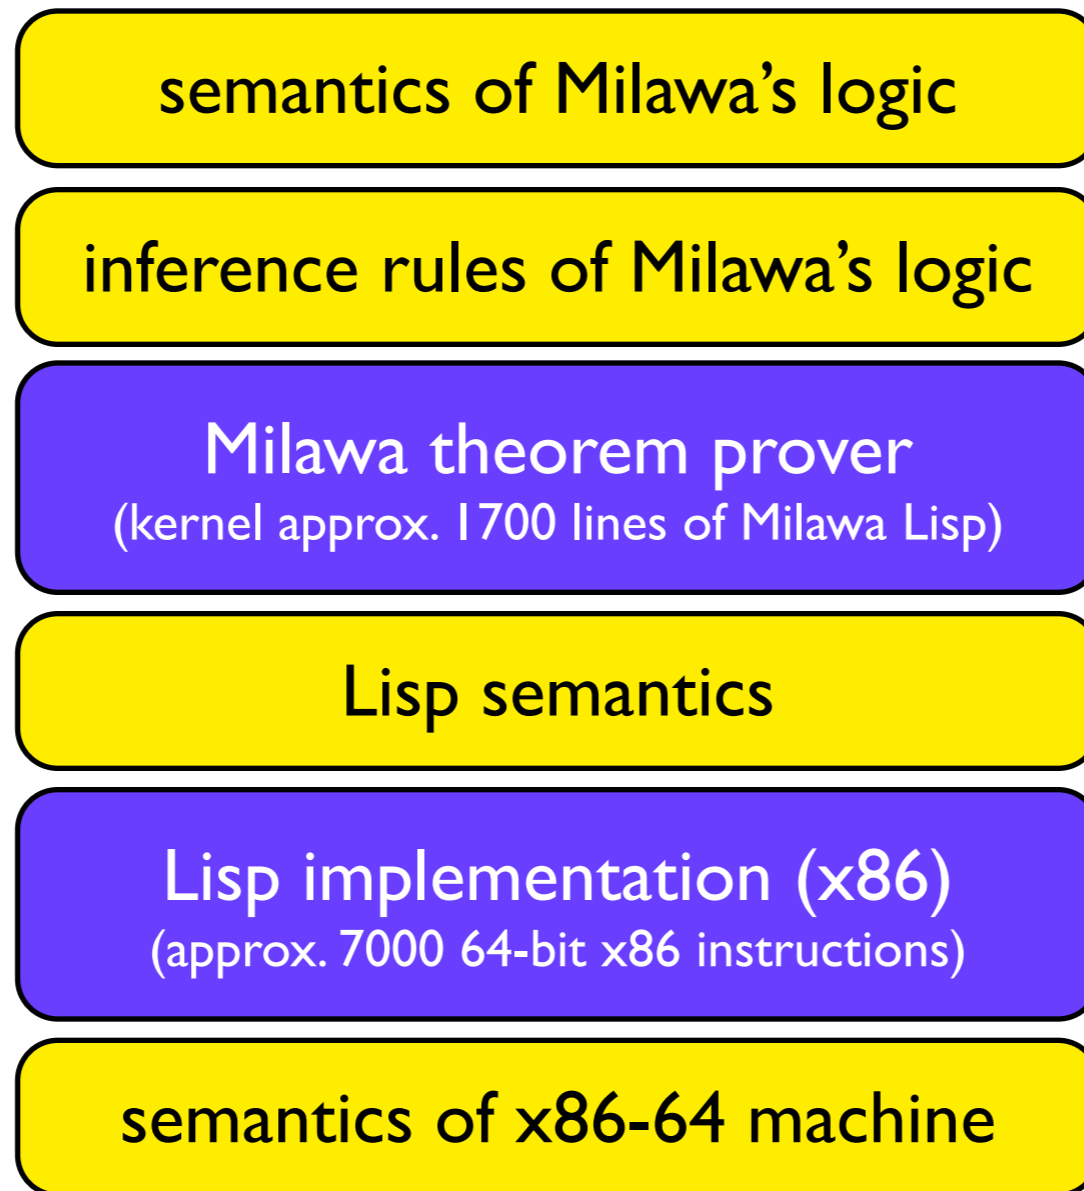 semantics of Milawa’s logic
inference rules of Milawa’s logic
Milawa theorem prover
(kernel approx. 1700 lines of Milawa Lisp)
Lisp semantics
Lisp implementation (x86)
(approx. 7000 64-bit x86 instructions)
semantics of x86-64 machine